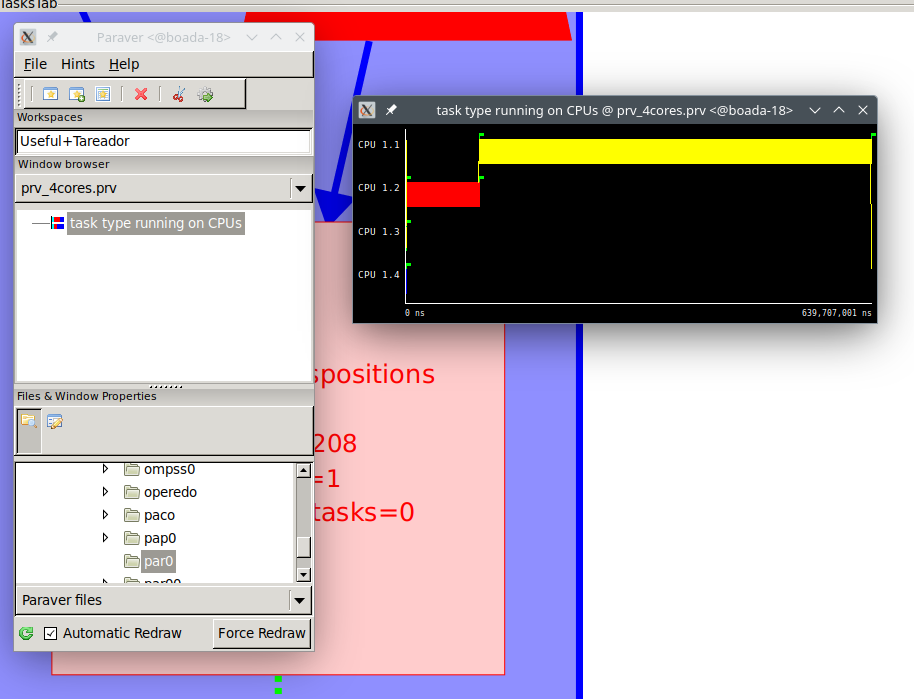 TasksTab
Paraver <@boada-18>
File Hints Help
Workspaces
Useful+Tareador
Window browser
prv_4cores.prv
task type running on CPUs
Files & Window Properties
ompss0
operedo
paco
pap0
par0
par00
Paraver files
Automatic Redraw
Force Redraw
task type running on CPUs @ prv_4cores.prv <@boada-18>
CPU 1.1
CPU 1.2
CPU 1.3
CPU 1.4
0 ns
639,707,001 ns
spositions
208
=1
tasks=0